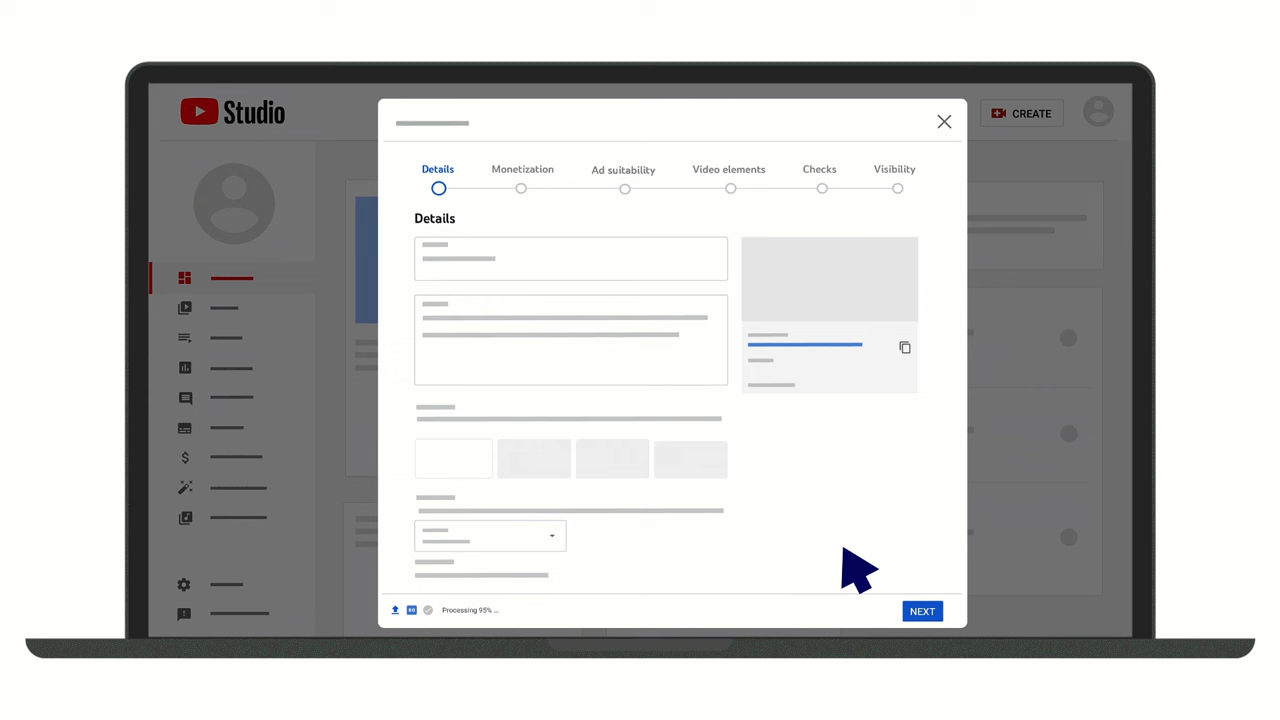 Studio
CREATE
Details
Monetization
Ad suitability
Video elements
Checks
Visibility
Details
Processing 95% ...
NEXT